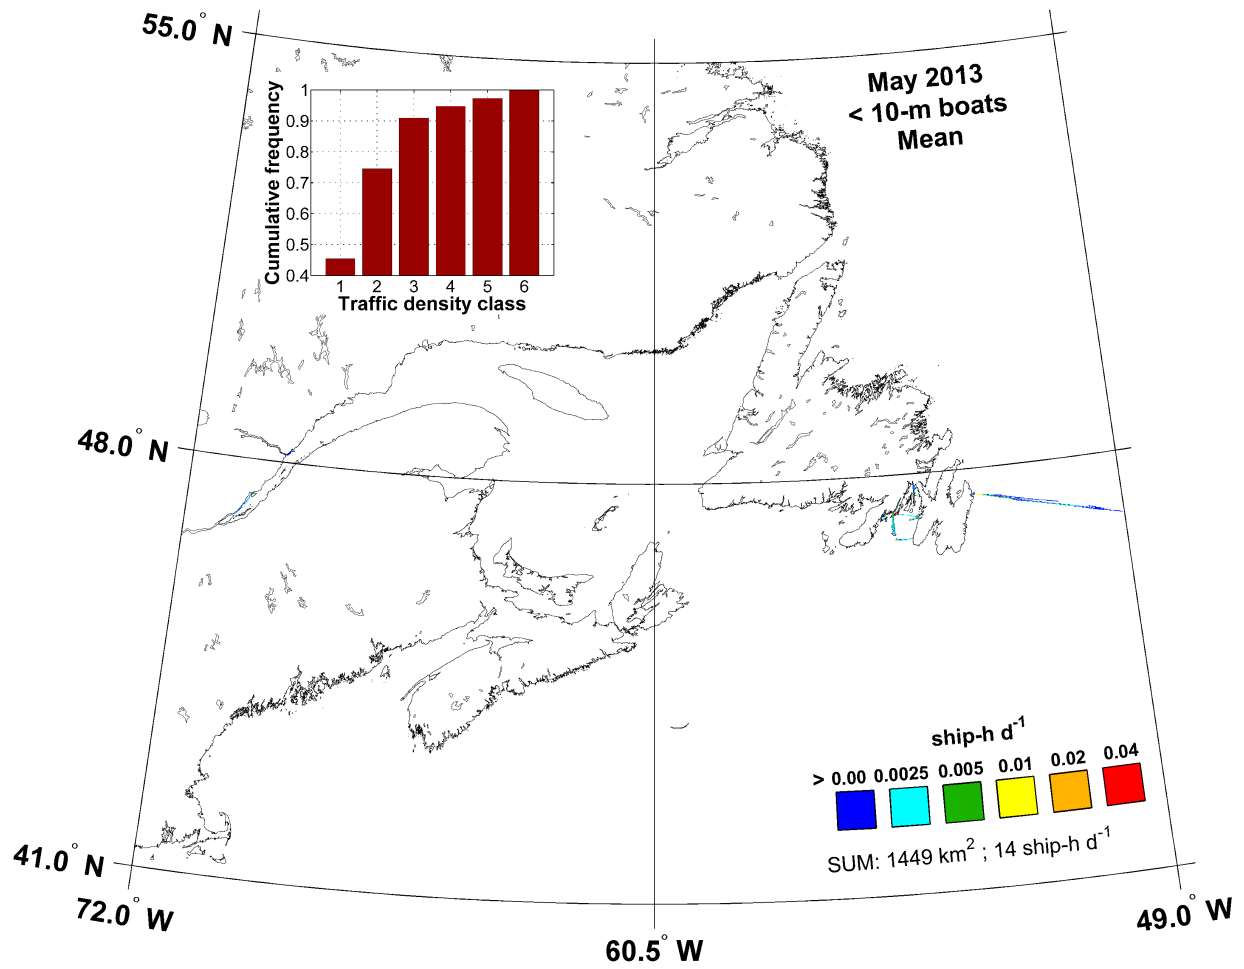 55.0° N
May 2013
< 10-m boats
Mean
Cumulative frequency
1
0.9
0.8
0.7
0.6
0.5
0.4
1 2 3 4 5 6
Traffic density class
48.0° N
ship-h d⁻¹
> 0.00 0.0025 0.005 0.01 0.02 0.04
SUM: 1449 km² ; 14 ship-h d⁻¹
41.0° N
72.0° W
60.5° W
49.0° W